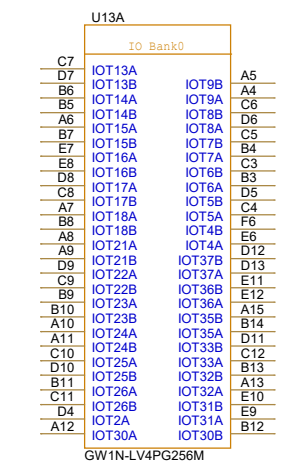 U13A
IO Bank0
C7 IOT13A
D7 IOT13B IOT9B A5
B6 IOT14A IOT9A A4
B5 IOT14B IOT8B C6
A6 IOT15A IOT8A D6
B7 IOT15B IOT7B C5
E7 IOT16A IOT7A B4
E8 IOT16B IOT6B C3
D8 IOT17A IOT6A B3
C8 IOT17B IOT5B D5
A7 IOT18A IOT5A C4
B8 IOT18B IOT4B F6
A8 IOT21A IOT4A E6
A9 IOT21B IOT37B D12
D9 IOT22A IOT37A D13
C9 IOT22B IOT36B E11
B9 IOT23A IOT36A E12
B10 IOT23B IOT35B A15
A10 IOT24A IOT35A B14
A11 IOT24B IOT33B D11
C10 IOT25A IOT33A C12
D10 IOT25B IOT32B B13
B11 IOT26A IOT32A A13
C11 IOT26B IOT31B E10
D4 IOT2A IOT31A E9
A12 IOT30A IOT30B B12
GW1N-LV4PG256M